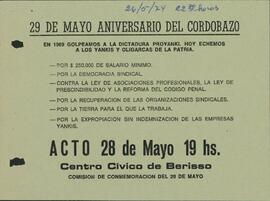 24/5/74 22 horas
29 DE MAYO ANIVERSARIO DEL CORDOBAZO
EN 1969 GOLPEAMOS A LA DICTADURA PROYANKI. HOY ECHEMOS
A LOS YANKIS Y OLIGARCAS DE LA PATRIA.
— POR $ 250.000 DE SALARIO MINIMO.
— POR LA DEMOCRACIA SINDICAL.
— CONTRA LA LEY DE ASOCIACIONES PROFESIONALES, LA LEY DE
PRESCINDIBILIDAD Y LA REFORMA DEL CODIGO PENAL.
— POR LA RECUPERACION DE LAS ORGANIZACIONES SINDICALES.
— POR LA TIERRA PARA EL QUE LA TRABAJA.
— POR LA EXPROPIACION SIN INDEMNIZACION DE LAS EMPRESAS
YANKIS.
ACTO 28 de Mayo 19 hs.
Centro Cívico de Berisso
COMISION DE CONMEMORACION DEL 29 DE MAYO